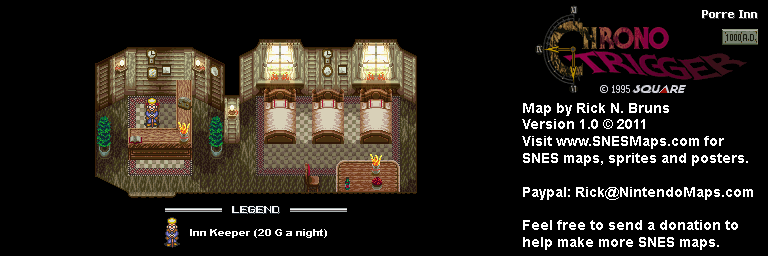 Porre Inn
1000 A.D.
CHRONO
TRIGGER
© 1995 SQUARE
Map by Rick N. Bruns
Version 1.0 © 2011
Visit www.SNESMaps.com for
SNES maps, sprites and posters.
Paypal: Rick@NintendoMaps.com
Feel free to send a donation to
help make more SNES maps.
LEGEND
Inn Keeper (20 G a night)